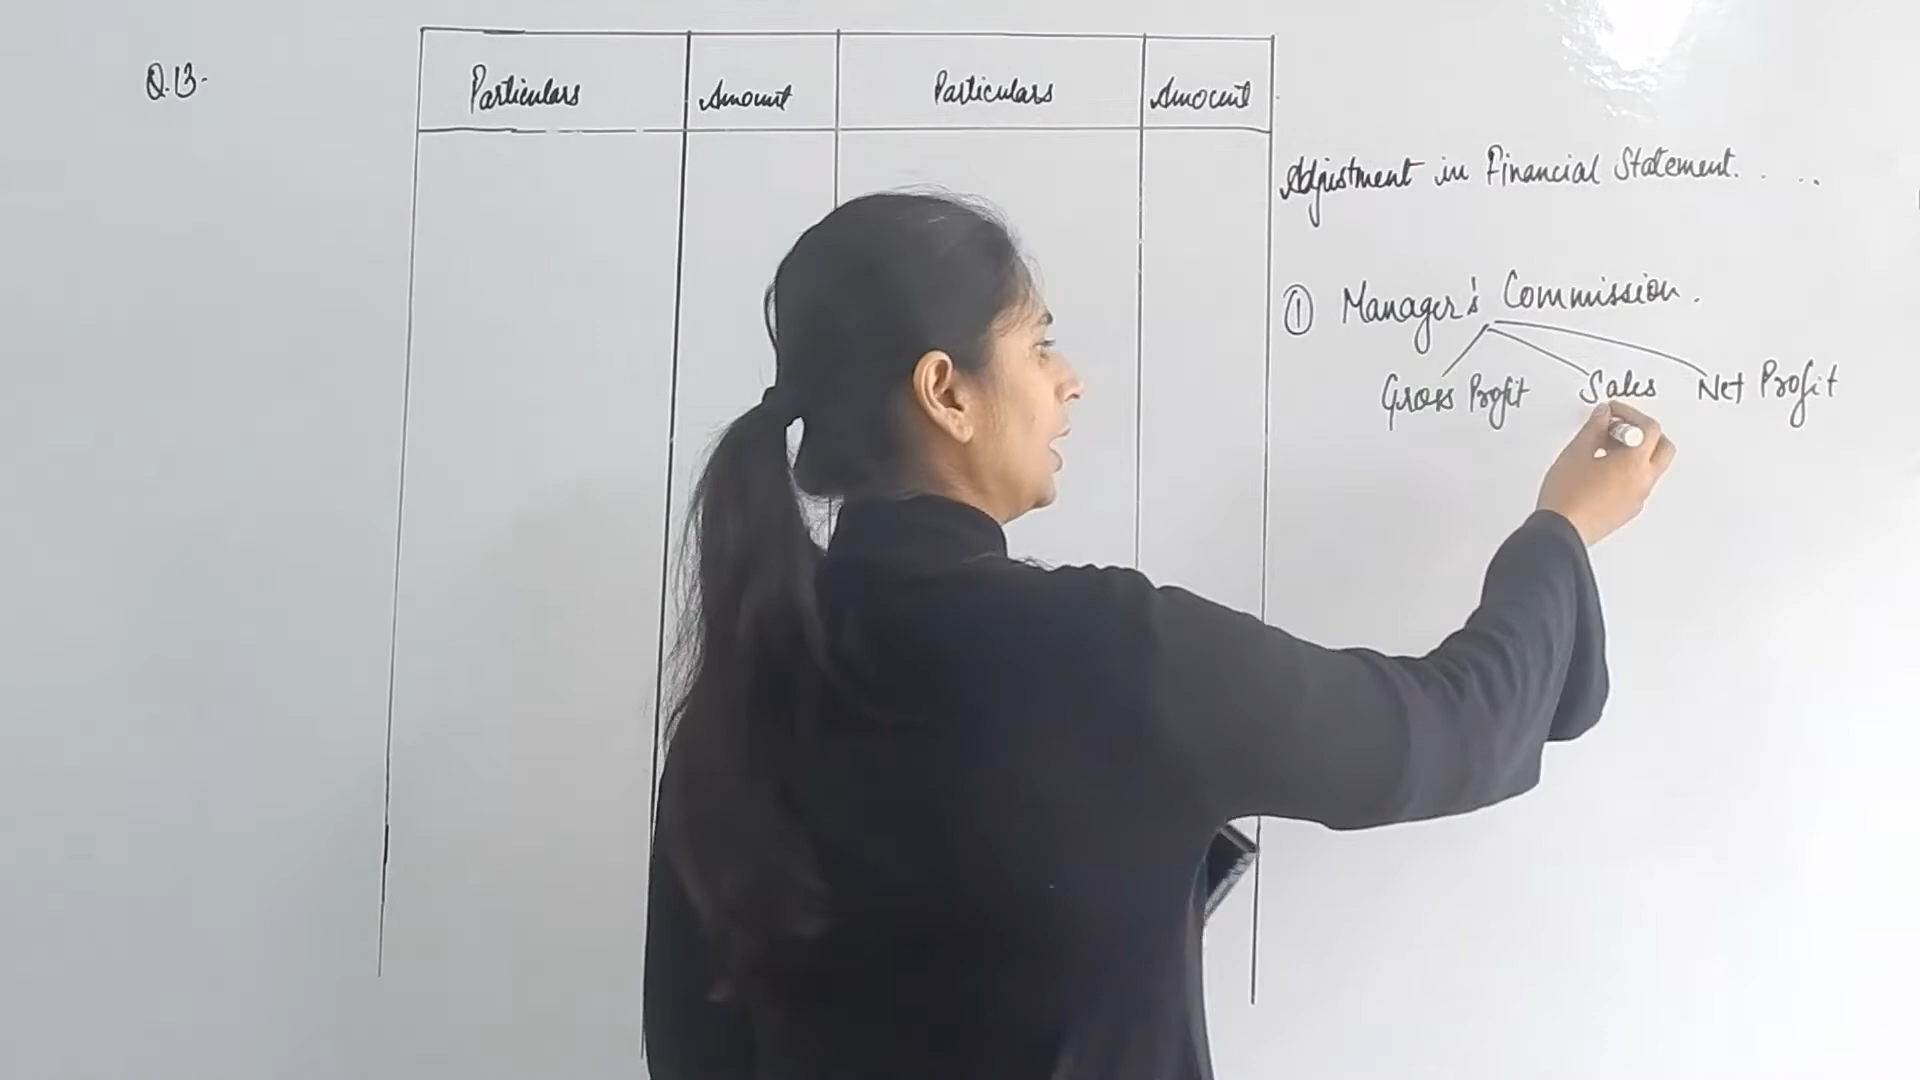 Q.13.
Particulars Amount Particulars Amount
Adjustment in Financial Statement. . ..
① Manager's Commission.
Gross Profit Sales Net Profit